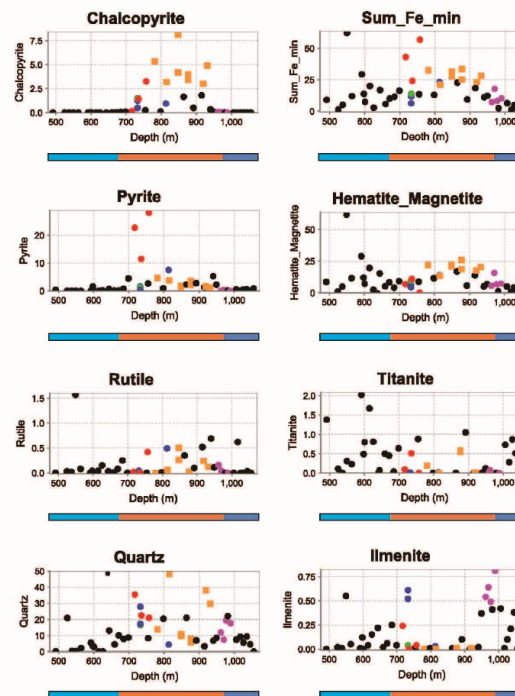 Chalcopyrite
Chalcopyrite
7.5
5.0
2.5
0.0
500 600 700 800 900 1,000
Depth (m)
Sum_Fe_min
Sum_Fe_min
50
25
0
500 600 700 800 900 1,000
Deoth (m)
Pyrite
Pyrite
20
10
0
500 600 700 800 900 1,000
Depth (m)
Hematite_Magnetite
Hematite_Magnetite
50
25
0
500 600 700 800 900 1,000
Depth (m)
Rutile
Rutile
1.5
1.0
0.5
0.0
500 600 700 800 900 1,000
Depth (m)
Titanite
Titanite
2.0
1.5
1.0
0.5
0.0
500 600 700 800 900 1,000
Depth (m)
Quartz
Quartz
50
40
30
20
10
0
500 600 700 800 900 1,000
Depth (m)
Ilmenite
Ilmenite
0.75
0.50
0.25
0.00
500 600 700 800 900 1,000
Depth (m)